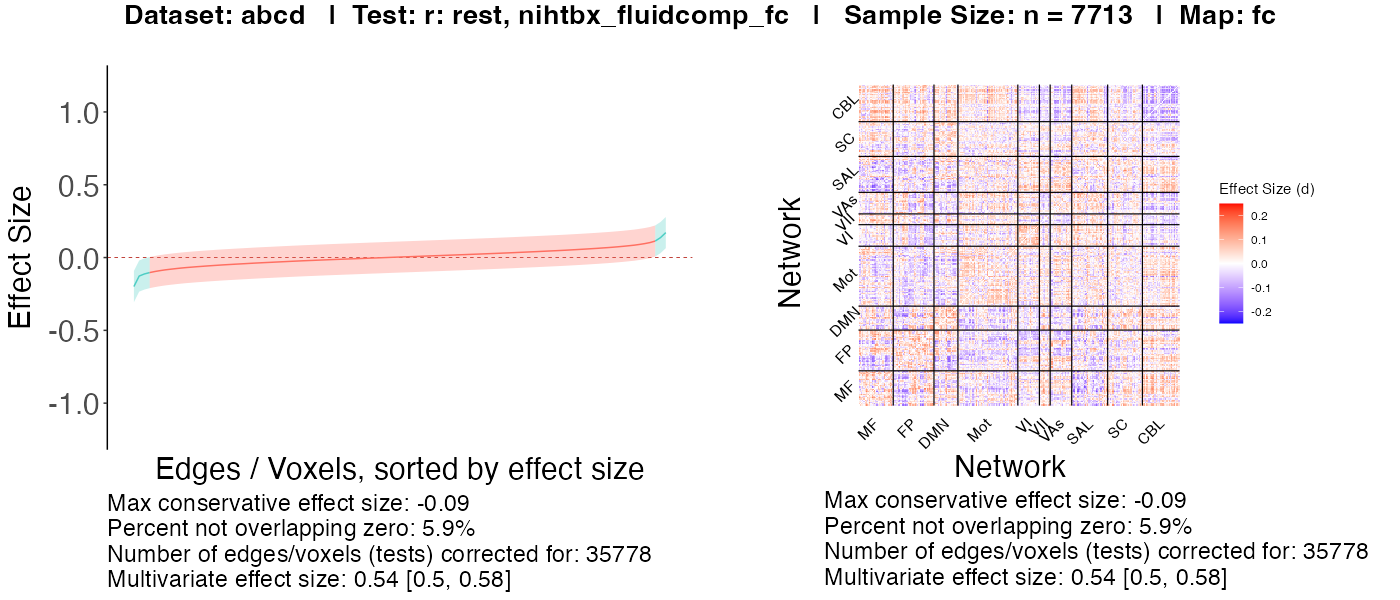 Dataset: abcd | Test: r: rest, nihtbx_fluidcomp_fc | Sample Size: n = 7713 | Map: fc
Effect Size
1.0
0.5
0.0
-0.5
-1.0
Edges / Voxels, sorted by effect size
Max conservative effect size: -0.09
Percent not overlapping zero: 5.9%
Number of edges/voxels (tests) corrected for: 35778
Multivariate effect size: 0.54 [0.5, 0.58]
Network
CBL
SC
SAL
VAs
VII
VI
Mot
DMN
FP
MF
MF
FP
DMN
Mot
VI
VII
VAs
SAL
SC
CBL
Network
Effect Size (d)
0.2
0.1
0.0
-0.1
-0.2
Max conservative effect size: -0.09
Percent not overlapping zero: 5.9%
Number of edges/voxels (tests) corrected for: 35778
Multivariate effect size: 0.54 [0.5, 0.58]